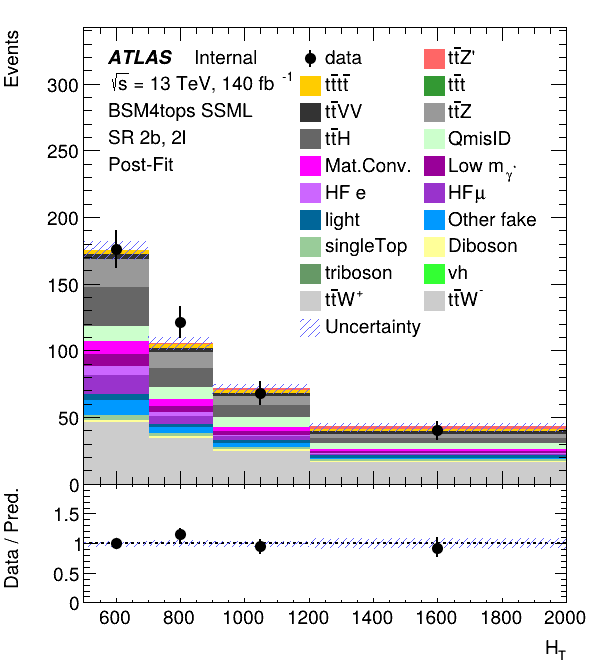 Events
ATLAS Internal
√s = 13 TeV, 140 fb⁻¹
BSM4tops SSML
SR 2b, 2l
Post-Fit
data
tt̄Z'
tt̄tt̄
tt̄t
tt̄VV
tt̄Z
tt̄H
QmisID
Mat.Conv.
Low m_γ*
HF e
HF μ
light
Other fake
singleTop
Diboson
triboson
vh
tt̄W⁺
tt̄W⁻
Uncertainty
300
250
200
150
100
50
0
Data / Pred.
1.5
1
0.5
0
600 800 1000 1200 1400 1600 1800 2000
H_T